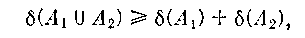 δ(A₁ ∪ A₂) ⩾ δ(A₁) + δ(A₂),